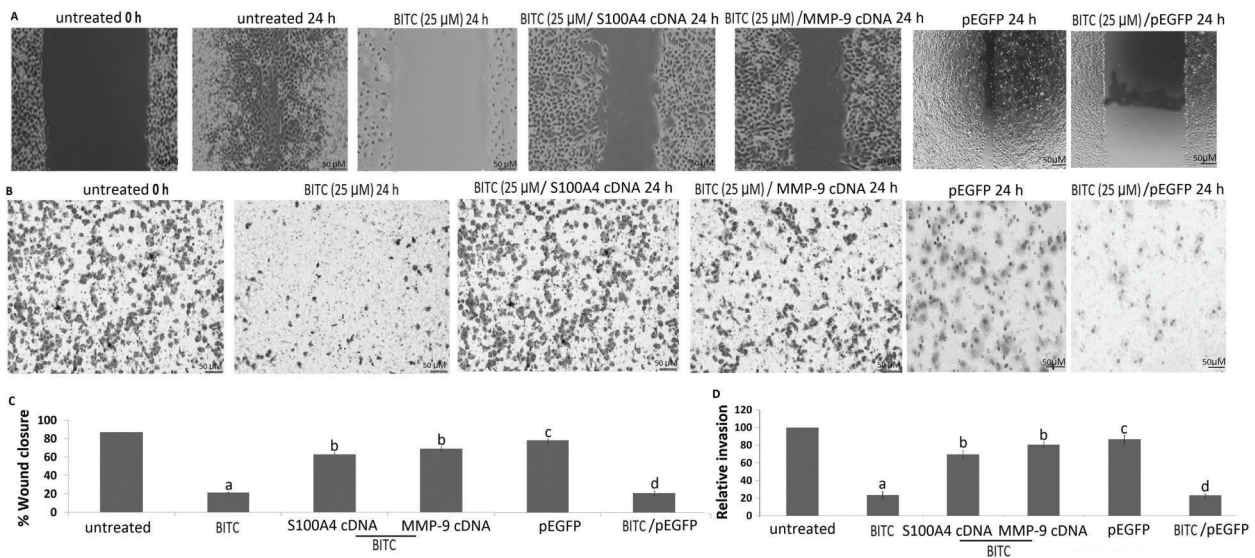 A
untreated 0 h
untreated 24 h
BITC (25 µM) 24 h
BITC (25 µM/ S100A4 cDNA 24 h
BITC (25 µM)/MMP-9 cDNA 24 h
pEGFP 24 h
BITC (25 µM)/pEGFP 24 h
50 µM
50 µM
50 µM
50 µM
50 µM
50 µM
50 µM
B
untreated 0 h
BITC (25 µM) 24 h
BITC (25 µM/ S100A4 cDNA 24 h
BITC (25 µM)/ MMP-9 cDNA 24 h
pEGFP 24 h
BITC (25 µM)/pEGFP 24 h
50 µM
50 µM
50 µM
50 µM
50µM
50µM
C
% Wound closure
100
80
60
40
20
0
a
b
b
c
d
untreated
BITC
S100A4 cDNA
MMP-9 cDNA
pEGFP
BITC/pEGFP
BITC
D
Relative invasion
120
100
80
60
40
20
0
a
b
b
c
d
untreated
BITC
S100A4 cDNA
MMP-9 cDNA
pEGFP
BITC/pEGFP
BITC